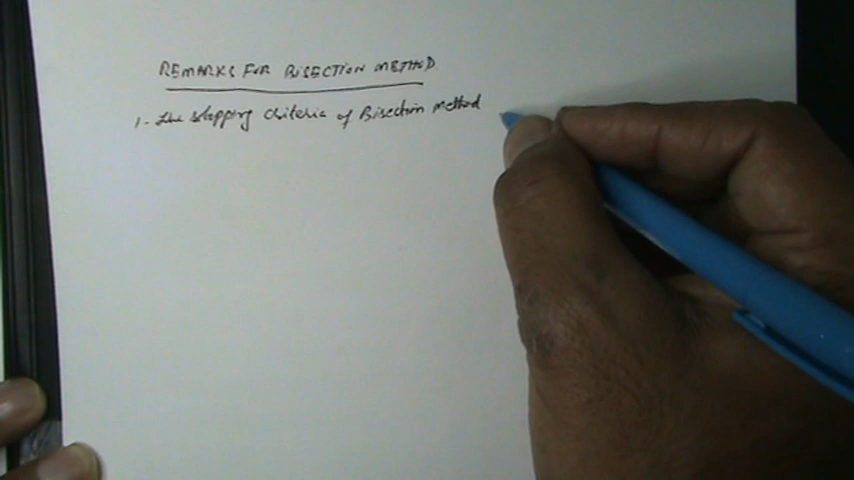 REMARKS FOR BISECTION METHOD
1. The stopping criteria of Bisection method